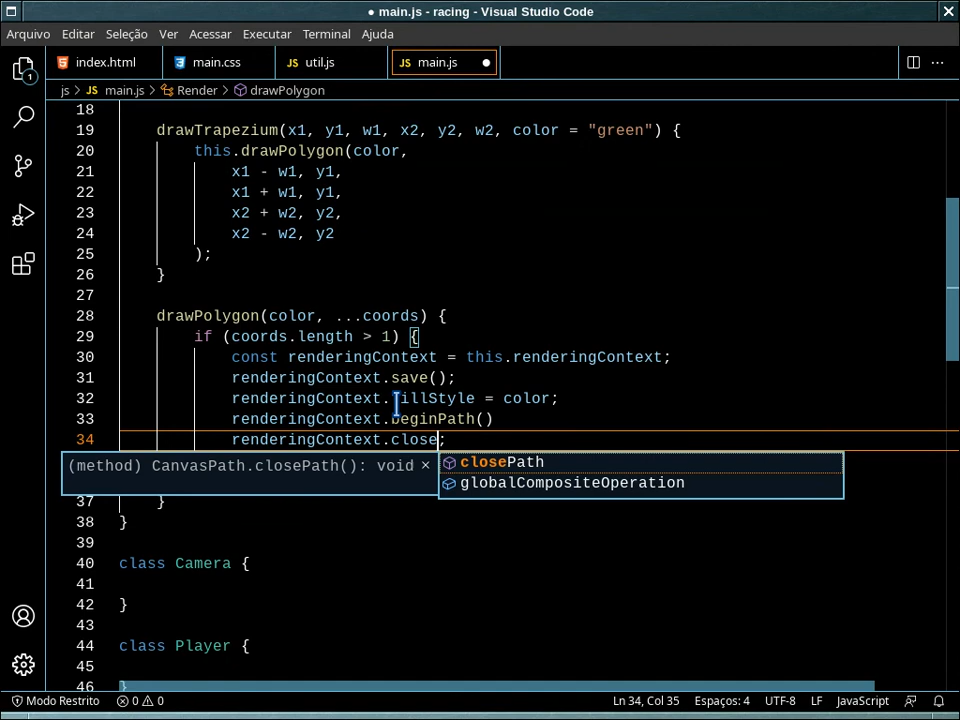 ● main.js - racing - Visual Studio Code
Arquivo Editar Seleção Ver Acessar Executar Terminal Ajuda
1
index.html main.css JS util.js JS main.js ●
js > JS main.js > Render > drawPolygon
18
19 drawTrapezium(x1, y1, w1, x2, y2, w2, color = "green") {
20 this.drawPolygon(color,
21 x1 - w1, y1,
22 x1 + w1, y1,
23 x2 + w2, y2,
24 x2 - w2, y2
25 );
26 }
27
28 drawPolygon(color, ...coords) {
29 if (coords.length > 1) {
30 const renderingContext = this.renderingContext;
31 renderingContext.save();
32 renderingContext.fillStyle = color;
33 renderingContext.beginPath()
34 renderingContext.close;
(method) CanvasPath.closePath(): void ×
closePath
globalCompositeOperation
37 }
38 }
39
40 class Camera {
41
42 }
43
44 class Player {
45
46 }
Modo Restrito 0 0 Ln 34, Col 35 Espaços: 4 UTF-8 LF JavaScript